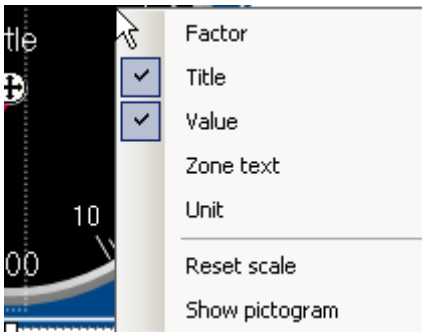 tle
Factor
Title
Value
Zone text
Unit
10
00
Reset scale
Show pictogram